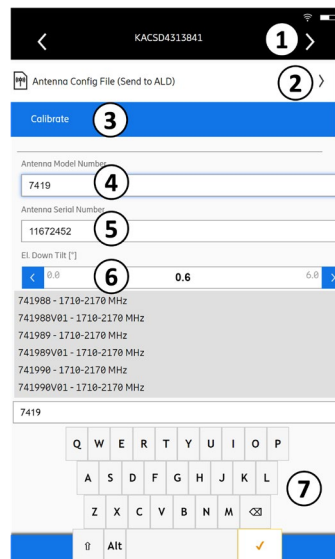 KACSD4313841
1
Antenna Config File (Send to ALD)
2
Calibrate
3
Antenna Model Number
7419
4
Antenna Serial Number
11672452
5
El. Down Tilt [°]
0.0 0.6 6.0
6
741988 - 1710-2170 MHz
741988V01 - 1710-2170 MHz
741989 - 1710-2170 MHz
741989V01 - 1710-2170 MHz
741990 - 1710-2170 MHz
741990V01 - 1710-2170 MHz
7419
Q W E R T Y U I O P
A S D F G H J K L
7
Z X C V B N M
Alt